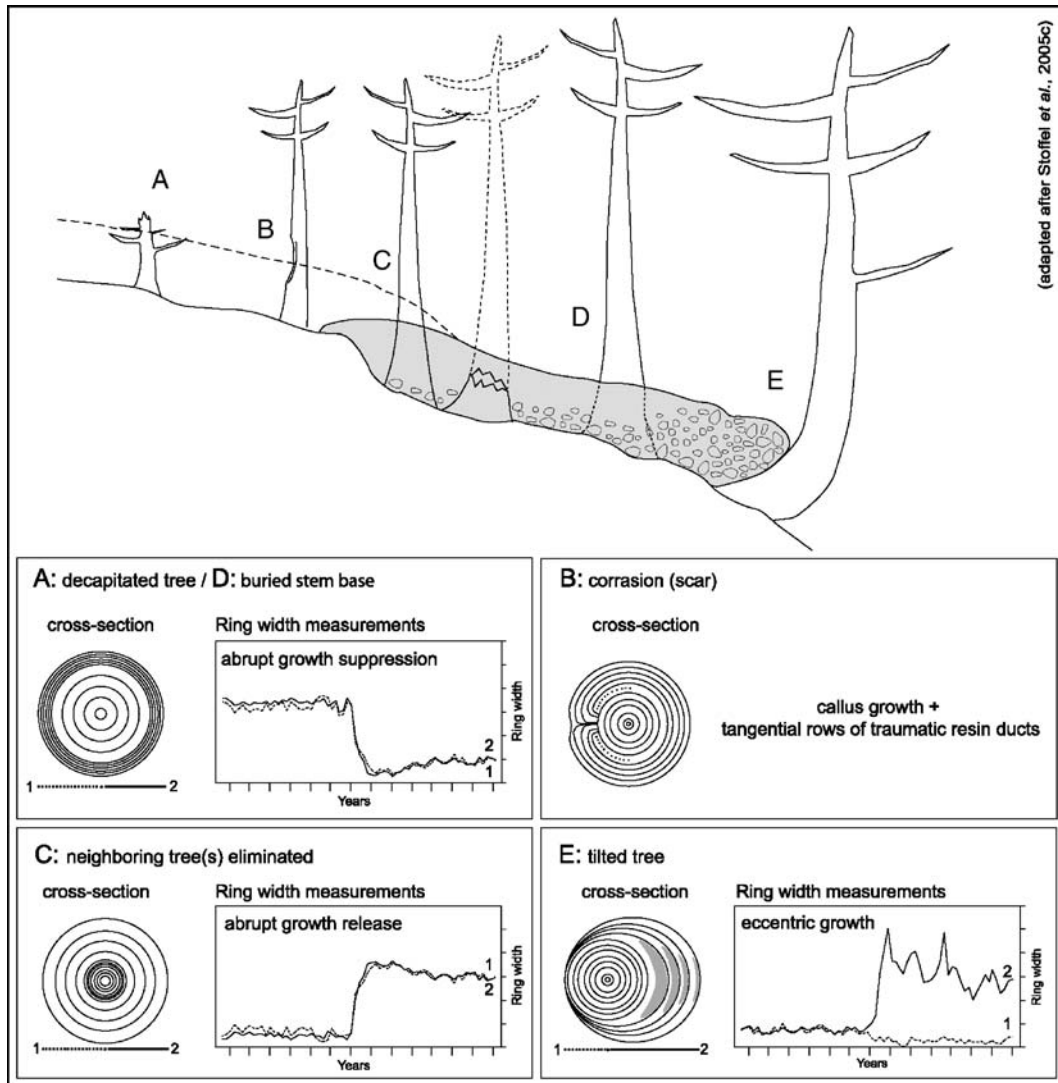 (adapted after Stoffel et al., 2005c)
A
B
C
D
E
A: decapitated tree / D: buried stem base
cross-section
Ring width measurements
abrupt growth suppression
2
1
Ring width
1 2
Years
B: corrasion (scar)
cross-section
callus growth +
tangential rows of traumatic resin ducts
C: neighboring tree(s) eliminated
cross-section
Ring width measurements
abrupt growth release
1
2
Ring width
1 2
Years
E: tilted tree
cross-section
Ring width measurements
eccentric growth
2
1
Ring width
1 2
Years